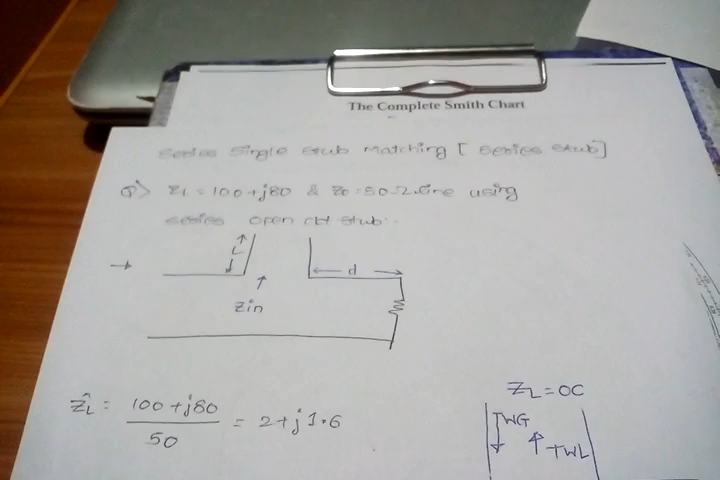 The Complete Smith Chart
Series Single Stub Matching [ Series Stub]
Q> ZL = 100+j80 & Z0 = 50Ω line using
series open ckt stub:-
→ L d
Zin
ẐL = 100+j80 / 50 = 2+j1.6
ZL = OC
TWG
TWL